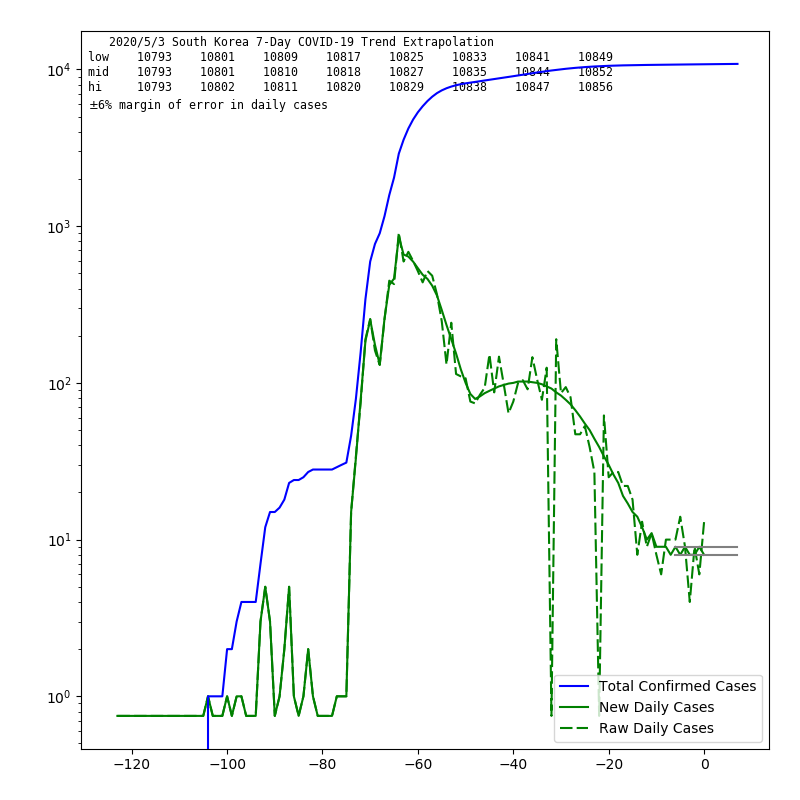 2020/5/3 South Korea 7-Day COVID-19 Trend Extrapolation
low 10793 10801 10809 10817 10825 10833 10841 10849
mid 10793 10801 10810 10818 10827 10835 10844 10852
hi 10793 10802 10811 10820 10829 10838 10847 10856
±6% margin of error in daily cases
10⁴
10³
10²
10¹
10⁰
Total Confirmed Cases
New Daily Cases
Raw Daily Cases
−120 −100 −80 −60 −40 −20 0